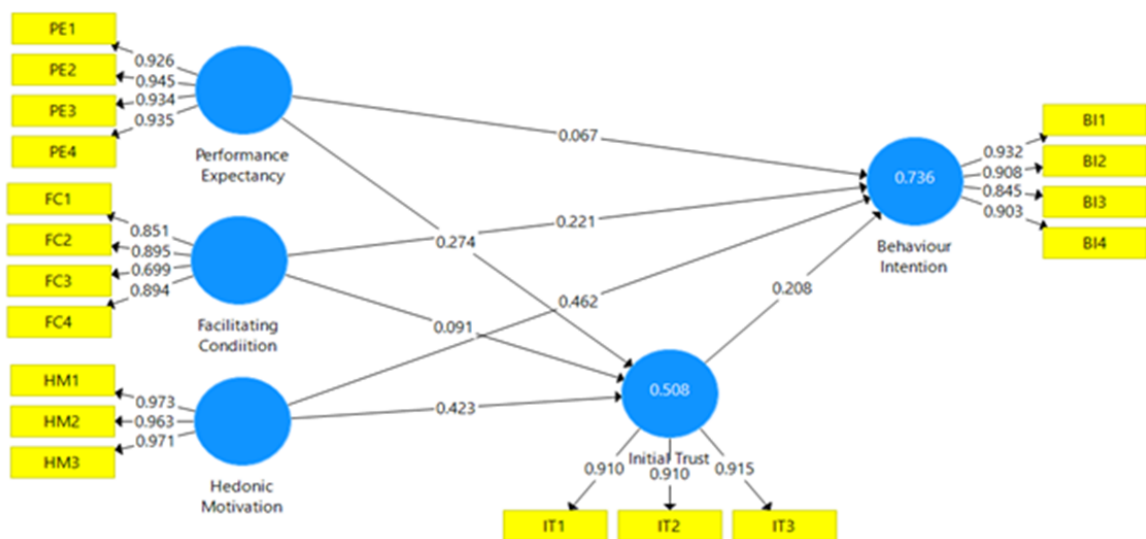 PE1
0.926
PE2
0.945
PE3
0.934
PE4
0.935
Performance
Expectancy
0.067
0.274
FC1
0.851
FC2
0.895
FC3
0.699
FC4
0.894
Facilitating
Condiition
0.221
0.091
HM1
0.973
HM2
0.963
HM3
0.971
Hedonic
Motivation
0.462
0.423
0.508
Initial Trust
0.910
0.910
0.915
IT1
IT2
IT3
0.208
0.736
Behaviour
Intention
0.932
BI1
0.908
BI2
0.845
BI3
0.903
BI4